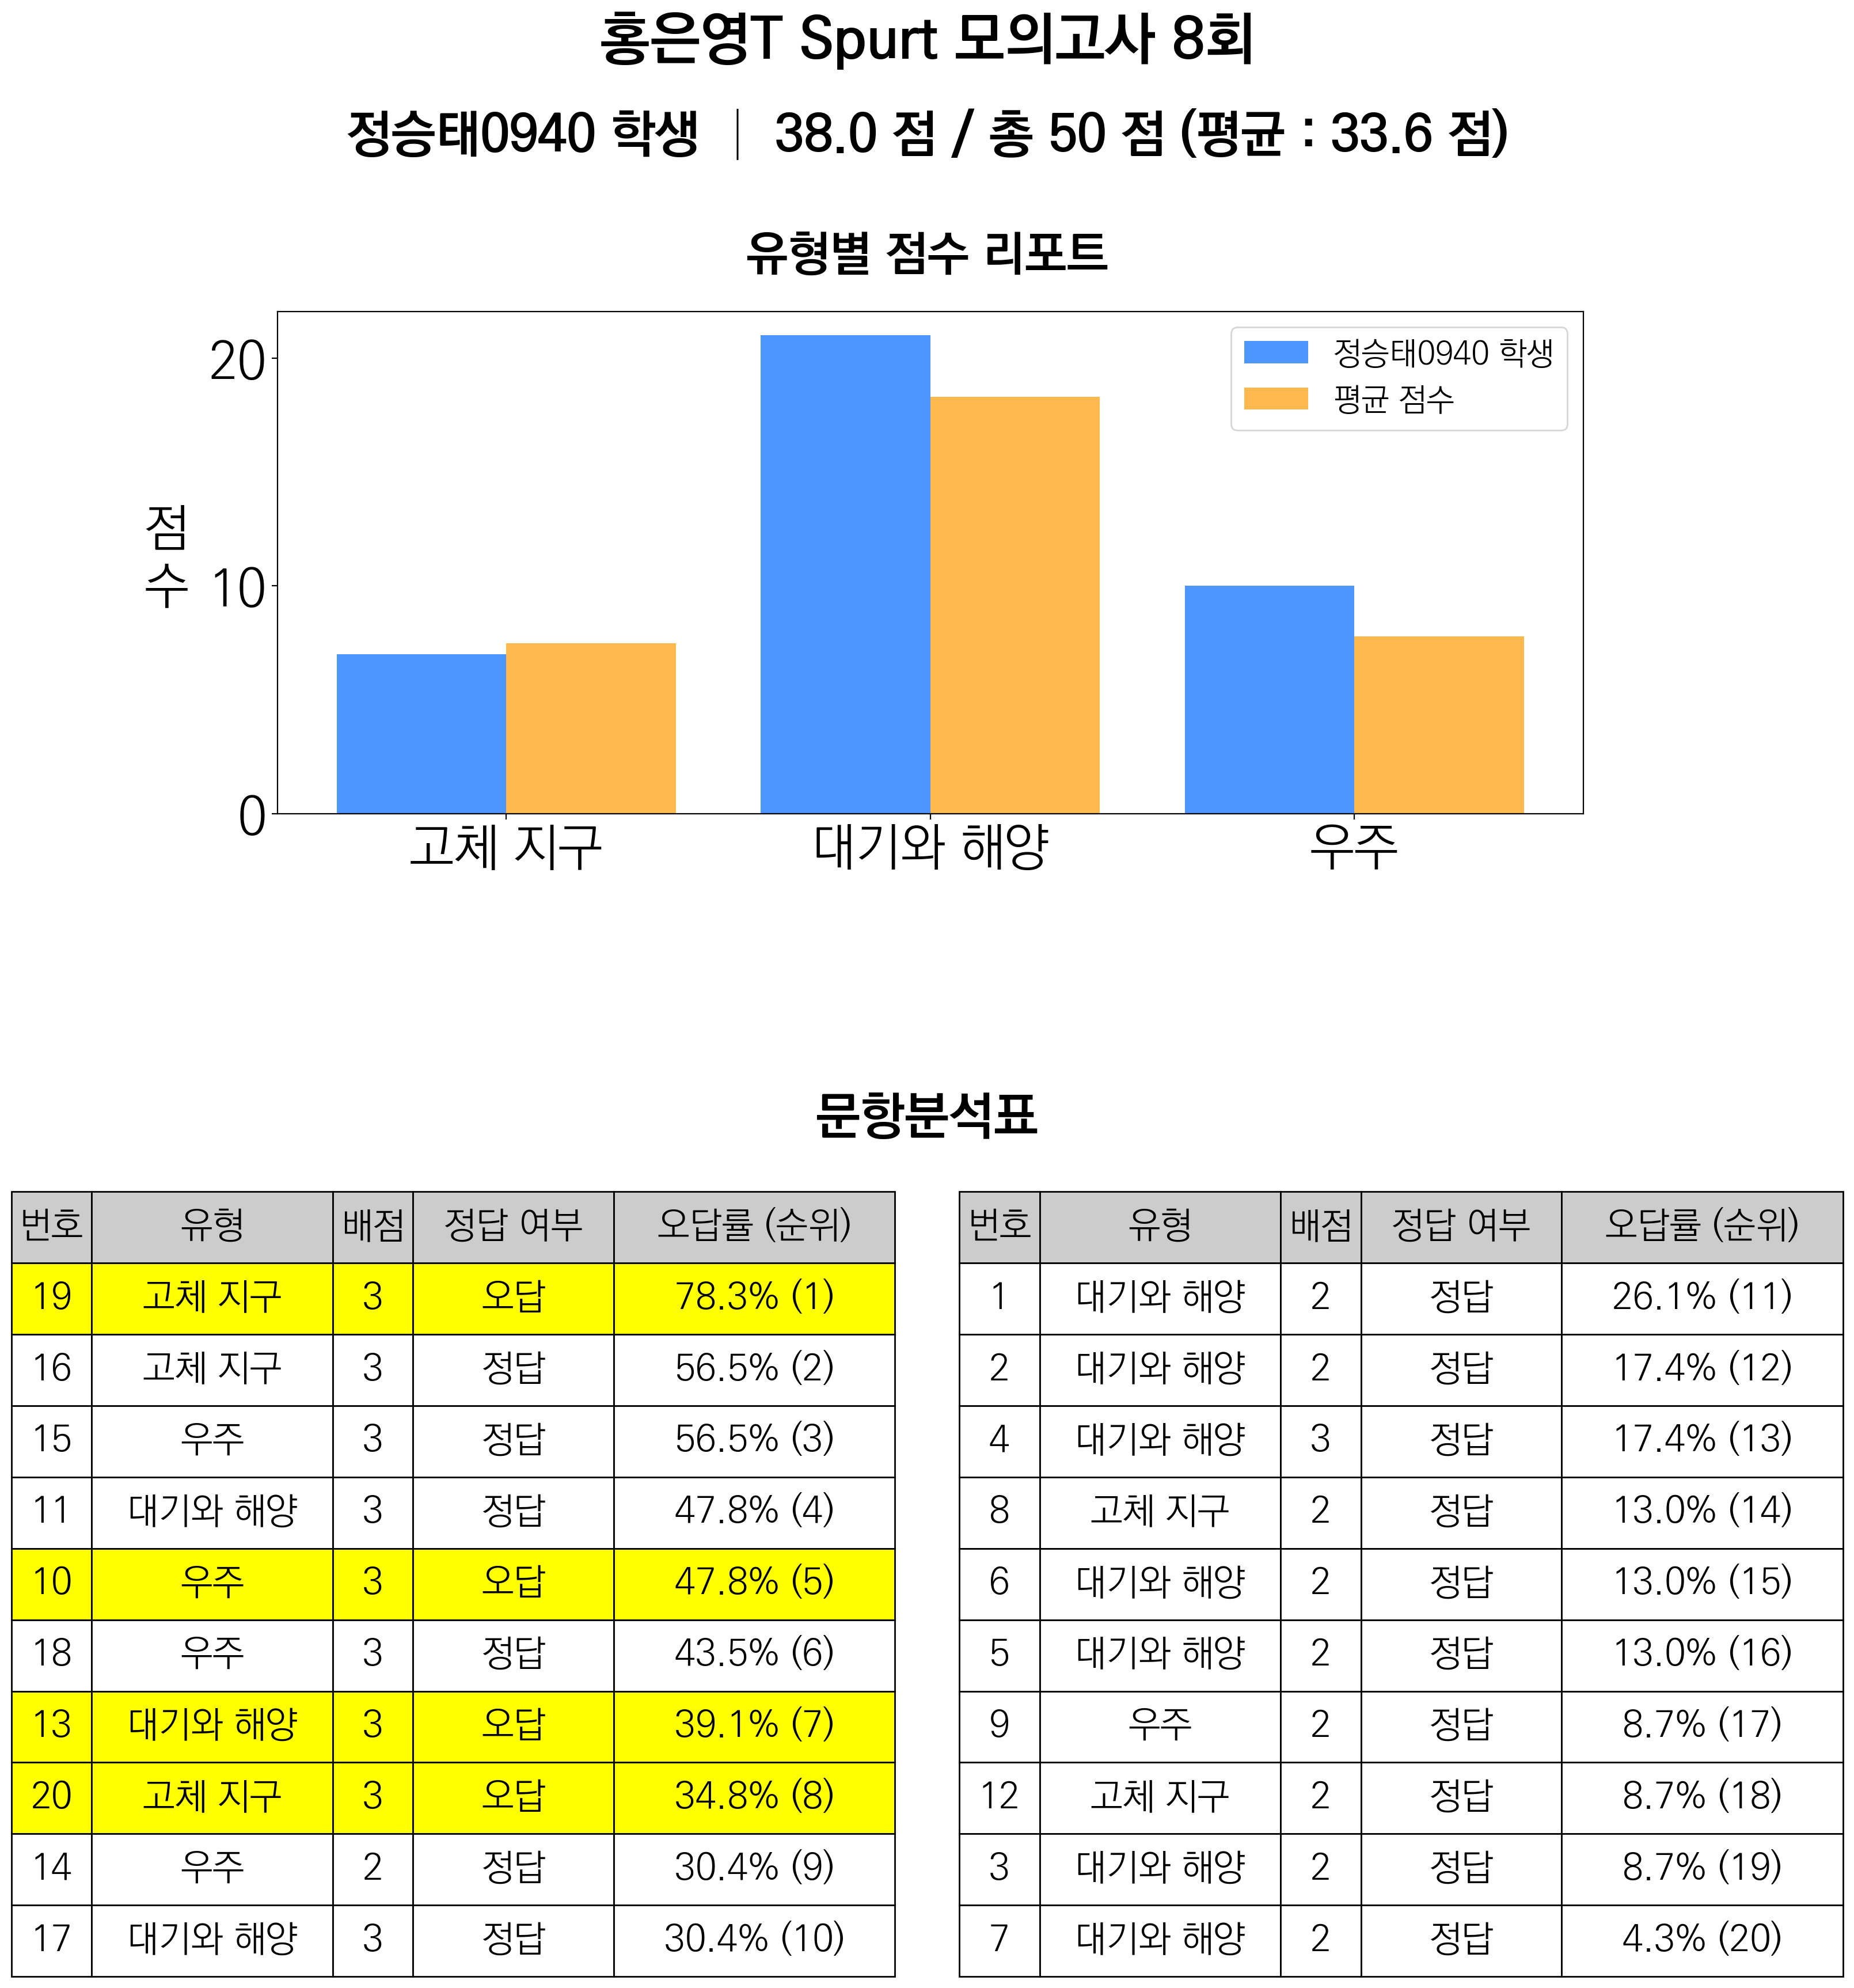 홍은영T Spurt 모의고사 8회
정승태0940 학생 | 38.0 점 / 총 50 점 (평균 : 33.6 점)
유형별 점수 리포트
정승태0940 학생
평균 점수
점수
20
10
0
고체 지구 대기와 해양 우주
문항분석표
번호 유형 배점 정답 여부 오답률 (순위)
19 고체 지구 3 오답 78.3% (1)
16 고체 지구 3 정답 56.5% (2)
15 우주 3 정답 56.5% (3)
11 대기와 해양 3 정답 47.8% (4)
10 우주 3 오답 47.8% (5)
18 우주 3 정답 43.5% (6)
13 대기와 해양 3 오답 39.1% (7)
20 고체 지구 3 오답 34.8% (8)
14 우주 2 정답 30.4% (9)
17 대기와 해양 3 정답 30.4% (10)
번호 유형 배점 정답 여부 오답률 (순위)
1 대기와 해양 2 정답 26.1% (11)
2 대기와 해양 2 정답 17.4% (12)
4 대기와 해양 3 정답 17.4% (13)
8 고체 지구 2 정답 13.0% (14)
6 대기와 해양 2 정답 13.0% (15)
5 대기와 해양 2 정답 13.0% (16)
9 우주 2 정답 8.7% (17)
12 고체 지구 2 정답 8.7% (18)
3 대기와 해양 2 정답 8.7% (19)
7 대기와 해양 2 정답 4.3% (20)